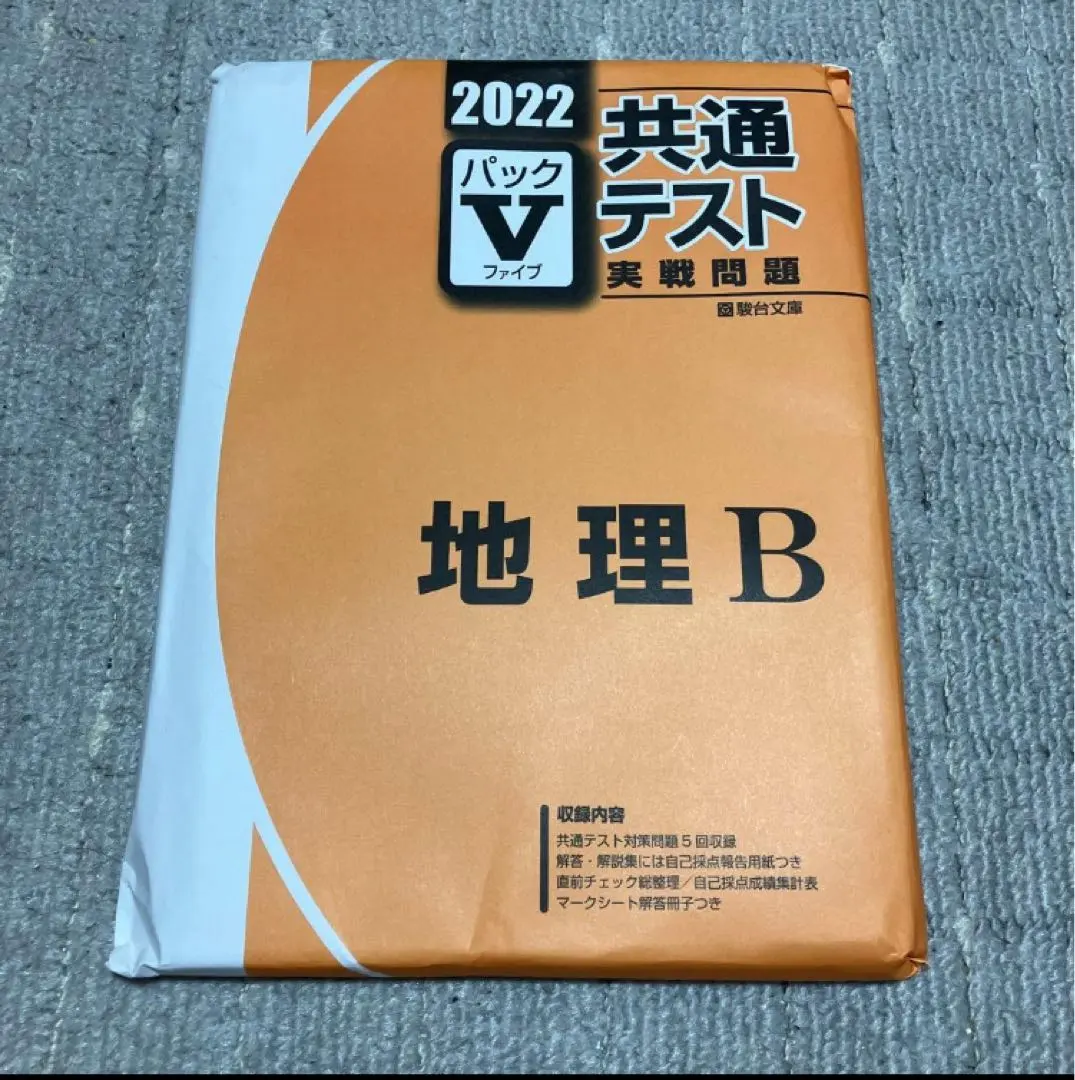 2022
パック
V
ファイブ
共通
テスト
実戦問題
駿台文庫
地理B
収録内容
共通テスト対策問題5回収録
解答・解説集には自己採点報告用紙つき
直前チェック総整理/自己採点成績集計表
マークシート解答冊子つき